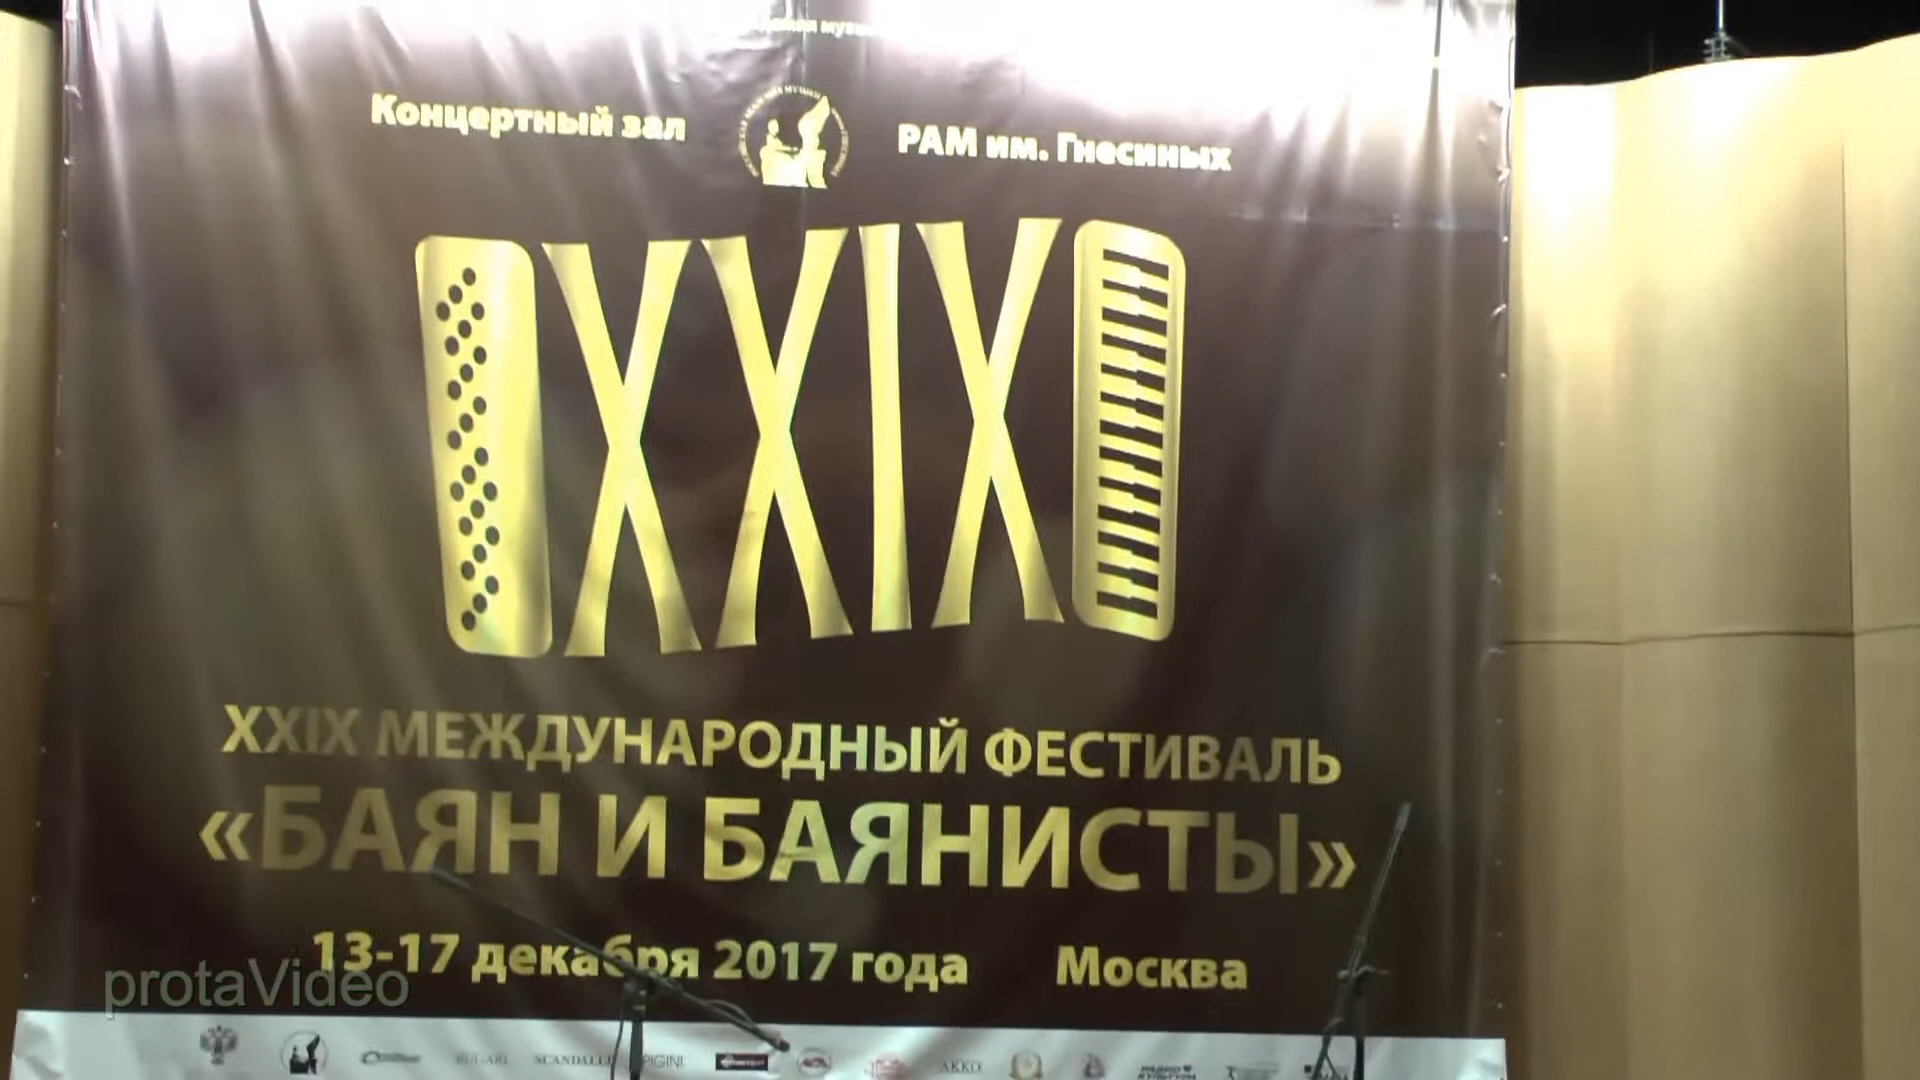 Концертный зал
РАМ им. Гнесиных
XXIX
XXIX МЕЖДУНАРОДНЫЙ ФЕСТИВАЛЬ
«БАЯН И БАЯНИСТЫ»
13-17 декабря 2017 года Москва
protaVideo
BUGARI SCANDALLI PIGINI AKKO